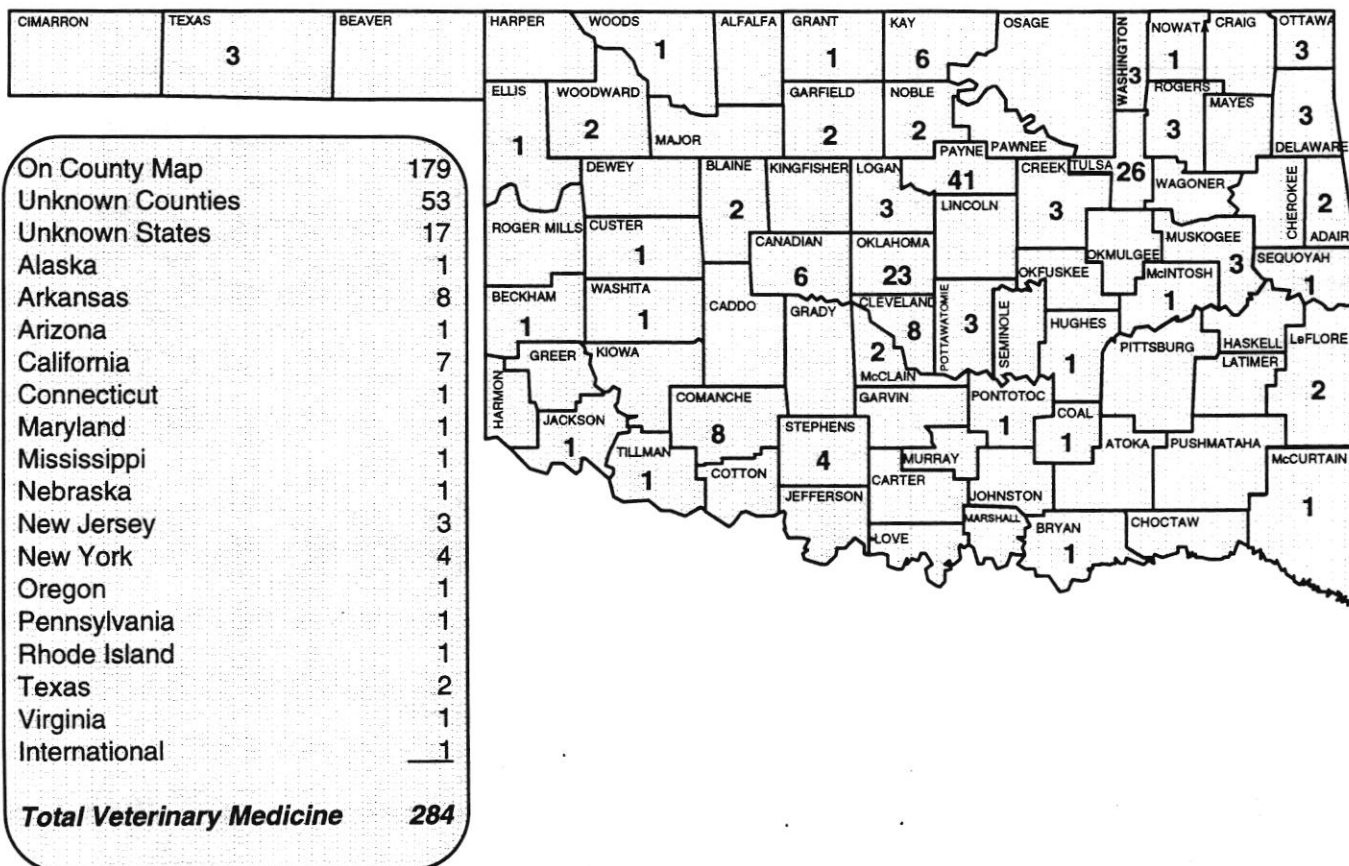 CIMARRON
TEXAS
3
BEAVER
HARPER
WOODS
1
ALFALFA
GRANT
1
KAY
6
OSAGE
WASHINGTON
3
NOWATA
1
CRAIG
OTTAWA
3
ELLIS
1
WOODWARD
2
MAJOR
GARFIELD
2
NOBLE
2
PAWNEE
ROGERS
3
MAYES
3
DELAWARE
DEWEY
BLAINE
2
KINGFISHER
LOGAN
3
PAYNE
41
CREEK
3
TULSA
26
WAGONER
CHEROKEE
2
ADAIR
ROGER MILLS
CUSTER
1
CANADIAN
6
OKLAHOMA
23
LINCOLN
OKMULGEE
MUSKOGEE
3
SEQUOYAH
1
BECKHAM
1
WASHITA
1
CADDO
GRADY
CLEVELAND
8
2
McCLAIN
POTTAWATOMIE
3
SEMINOLE
OKFUSKEE
McINTOSH
1
HUGHES
1
PITTSBURG
HASKELL
LATIMER
LeFLORE
2
HARMON
GREER
KIOWA
JACKSON
1
TILLMAN
1
COMANCHE
8
COTTON
STEPHENS
4
JEFFERSON
GARVIN
MURRAY
CARTER
LOVE
PONTOTOC
1
COAL
1
ATOKA
PUSHMATAHA
McCURTAIN
1
JOHNSTON
MARSHALL
BRYAN
1
CHOCTAW
On County Map 179
Unknown Counties 53
Unknown States 17
Alaska 1
Arkansas 8
Arizona 1
California 7
Connecticut 1
Maryland 1
Mississippi 1
Nebraska 1
New Jersey 3
New York 4
Oregon 1
Pennsylvania 1
Rhode Island 1
Texas 2
Virginia 1
International 1
Total Veterinary Medicine 284